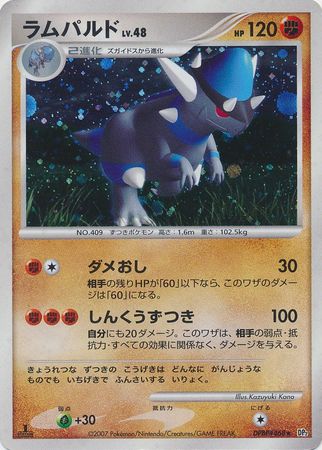 ラムパルド LV.48
HP 120
2進化 ズガイドスから進化
NO.409 ずつきポケモン 高さ:1.6m 重さ:102.5kg
ダメおし 30
相手の残りHPが「60」以下なら、このワザのダメ
ージは「60」になる。
しんくうずつき 100
自分にも20ダメージ。このワザは、相手の弱点・抵
抗力・すべての効果に関係なく、ダメージを与える。
きょうれつな ずつきの こうげきは どんなに がんじょうな
ものでも いちげきで ふんさいする いりょく。
Illus.Kazuyuki Kano
弱点 +30
抵抗力
にげる
©2007 Pokémon/Nintendo/Creatures/GAME FREAK.